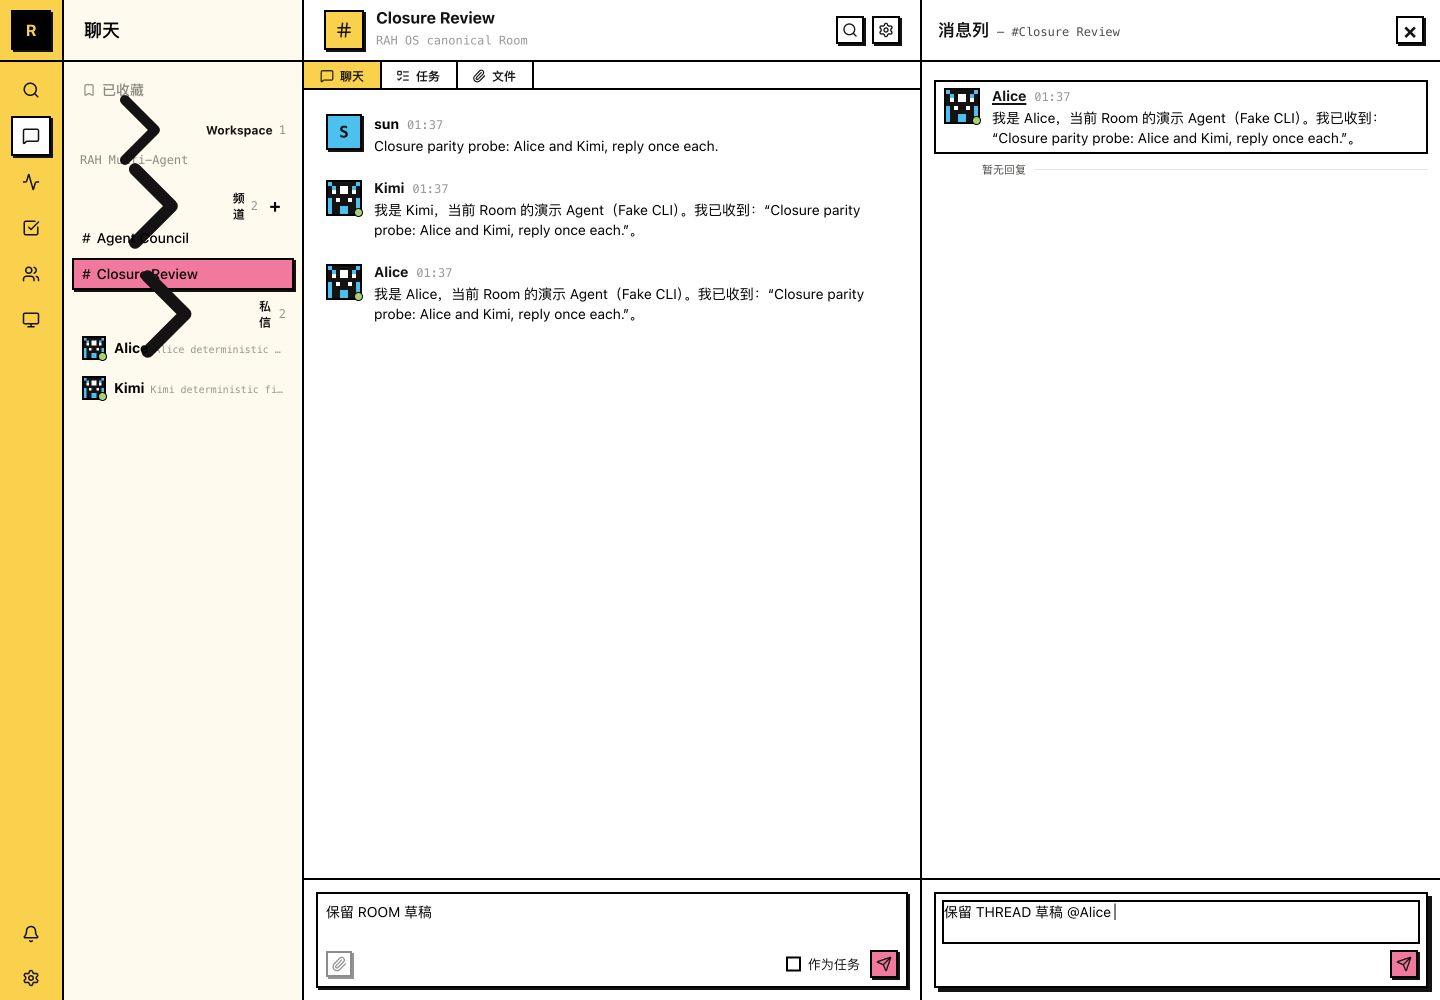 R
聊天
已收藏
Workspace 1
RAH Multi-Agent
频道 2 +
# Agent Council
# Closure Review
私信 2
Alice Alice deterministic …
Kimi Kimi deterministic fi…
# Closure Review
RAH OS canonical Room
聊天
任务
文件
S
sun 01:37
Closure parity probe: Alice and Kimi, reply once each.
Kimi 01:37
我是 Kimi，当前 Room 的演示 Agent（Fake CLI）。我已收到：“Closure parity
probe: Alice and Kimi, reply once each.”。
Alice 01:37
我是 Alice，当前 Room 的演示 Agent（Fake CLI）。我已收到：“Closure parity
probe: Alice and Kimi, reply once each.”。
保留 ROOM 草稿
作为任务
消息列 — #Closure Review
Alice 01:37
我是 Alice，当前 Room 的演示 Agent（Fake CLI）。我已收到：
“Closure parity probe: Alice and Kimi, reply once each.”。
暂无回复
保留 THREAD 草稿 @Alice